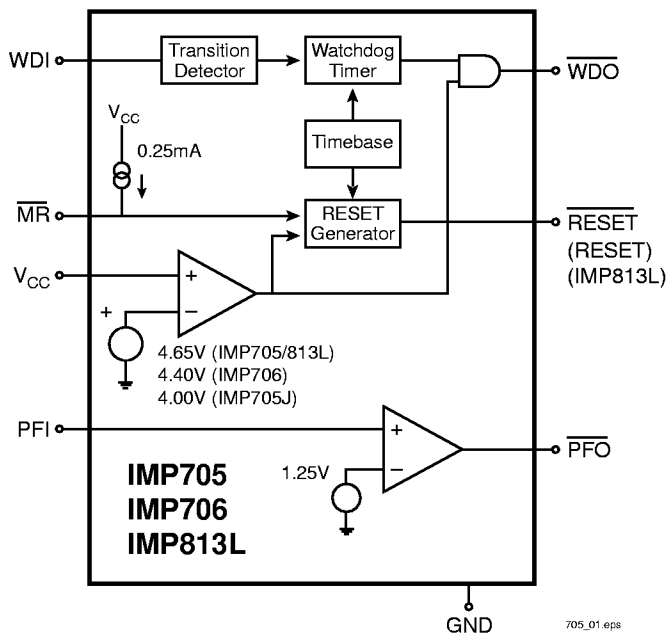 WDI
Transition
Detector
Watchdog
Timer
WDO
VCC
0.25mA
Timebase
MR
RESET
Generator
RESET
(RESET)
(IMP813L)
VCC
+
−
+
4.65V (IMP705/813L)
4.40V (IMP706)
4.00V (IMP705J)
PFI
+
−
1.25V
PFO
IMP705
IMP706
IMP813L
GND
705_01.eps